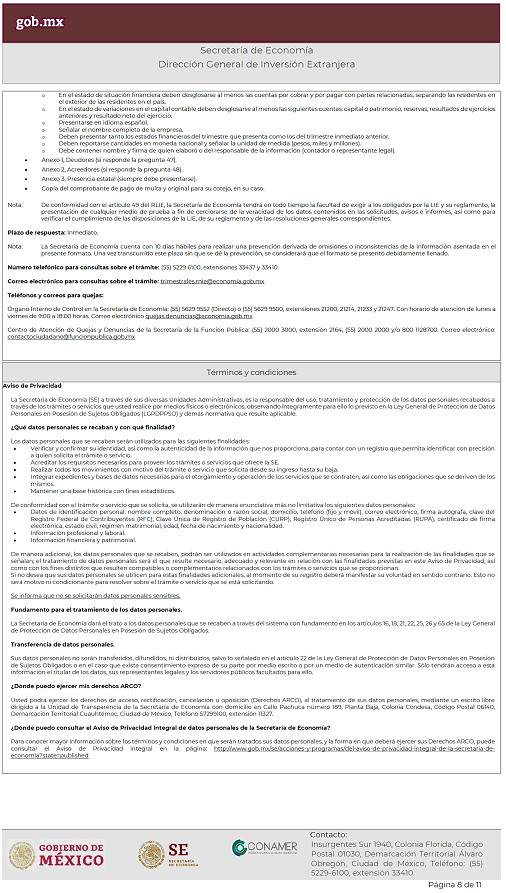 gob.mx
Secretaría de Economía
Dirección General de Inversión Extranjera
o En el estado de situación financiera deben desglosarse al menos las cuentas por cobrar y por pagar con partes relacionadas, separando las residentes en
el exterior de las residentes en el país.
o En el estado de variaciones en el capital contable deben desglosarse al menos las siguientes cuentas: capital o patrimonio, reservas, resultados de ejercicios
anteriores y resultado neto del ejercicio.
o Presentarse en idioma español.
o Señalar el nombre completo de la empresa.
o Deben presentar tanto los estados financieros del trimestre que presenta como los del trimestre inmediato anterior.
o Deben reportarse cantidades en moneda nacional y señalar la unidad de medida (pesos, miles y millones).
o Debe contener nombre y firma de quien elaboró o del responsable de la información (contador o representante legal).
• Anexo 1, Deudores (si responde la pregunta 47).
• Anexo 2, Acreedores (si responde la pregunta 48).
• Anexo 3, Presencia estatal (siempre debe presentarse).
• Copia del comprobante de pago de multa y original para su cotejo, en su caso.
Nota: De conformidad con el artículo 49 del RLIE, la Secretaría de Economía tendrá en todo tiempo la facultad de exigir a los obligados por la LIE y su reglamento, la
presentación de cualquier medio de prueba a fin de cerciorarse de la veracidad de los datos contenidos en las solicitudes, avisos e informes, así como para
verificar el cumplimiento de las disposiciones de la LIE, de su reglamento y de las resoluciones generales correspondientes.
Plazo de respuesta: Inmediato.
Nota: La Secretaría de Economía cuenta con 10 días hábiles para realizar una prevención derivada de omisiones o inconsistencias de la información asentada en el
presente formato. Una vez transcurrido este plazo sin que se dé la prevención, se considerará que el formato se presentó debidamente llenado.
Número telefónico para consultas sobre el trámite: (55) 5229 6100, extensiones 33437 y 33410.
Correo electrónico para consultas sobre el trámite: trimestrales.rnie@economia.gob.mx
Teléfonos y correos para quejas:
Órgano Interno de Control en la Secretaría de Economía: (55) 5629 9552 (Directo) o (55) 5629 9500, extensiones 21200, 21214, 21233 y 21247. Con horario de atención de lunes a
viernes de 9:00 a 18:00 horas. Correo electrónico quejas.denuncias@economia.gob.mx
Centro de Atención de Quejas y Denuncias de la Secretaría de la Función Pública: (55) 2000 3000, extensión 2164, (55) 2000 2000 y/o 800 1128700. Correo electrónico:
contactociudadano@funcionpublica.gob.mx
Términos y condiciones
Aviso de Privacidad
La Secretaría de Economía (SE) a través de sus diversas Unidades Administrativas, es la responsable del uso, tratamiento y protección de los datos personales recabados a
través de los trámites o servicios que usted realice por medios físicos o electrónicos, observando íntegramente para ello lo previsto en la Ley General de Protección de Datos
Personales en Posesión de Sujetos Obligados (LGPDPPSO) y demás normativa que resulte aplicable.
¿Qué datos personales se recaban y con qué finalidad?
Los datos personales que se recaben serán utilizados para las siguientes finalidades:
• Verificar y confirmar su identidad, así como la autenticidad de la información que nos proporciona, para contar con un registro que permita identificar con precisión
a quien solicita el trámite o servicio.
• Acreditar los requisitos necesarios para proveer los trámites o servicios que ofrece la SE.
• Realizar todos los movimientos con motivo del trámite o servicio que solicita desde su ingreso hasta su baja.
• Integrar expedientes y bases de datos necesarias para el otorgamiento y operación de los servicios que se contraten, así como las obligaciones que se deriven de los
mismos.
• Mantener una base histórica con fines estadísticos.
De conformidad con el trámite o servicio que se solicita, se utilizarán de manera enunciativa más no limitativa los siguientes datos personales:
• Datos de identificación personal: nombre completo, denominación o razón social, domicilio, teléfono (fijo y móvil), correo electrónico, firma autógrafa, clave del
Registro Federal de Contribuyentes (RFC), Clave Única de Registro de Población (CURP), Registro Único de Personas Acreditadas (RUPA), certificado de firma
electrónica, estado civil, régimen matrimonial, edad, fecha de nacimiento y nacionalidad.
• Información profesional y laboral.
• Información financiera y patrimonial.
De manera adicional, los datos personales que se recaben, podrán ser utilizados en actividades complementarias necesarias para la realización de las finalidades que se
señalen; el tratamiento de datos personales será el que resulte necesario, adecuado y relevante en relación con las finalidades previstas en este Aviso de Privacidad, así
como con los fines distintos que resulten compatibles o complementarios relacionados con los trámites o servicios que se proporcionan.
Si no desea que sus datos personales se utilicen para estas finalidades adicionales, al momento de su registro deberá manifestar su voluntad en sentido contrario. Esto no
será motivo ni condicionante para resolver sobre el trámite o servicio que se está solicitando.
Se informa que no se solicitarán datos personales sensibles.
Fundamento para el tratamiento de los datos personales.
La Secretaría de Economía dará el trato a los datos personales que se recaben a través del sistema con fundamento en los artículos 16, 18, 21, 22, 25, 26 y 65 de la Ley General
de Protección de Datos Personales en Posesión de Sujetos Obligados.
Transferencia de datos personales.
Sus datos personales no serán transferidos, difundidos, ni distribuidos, salvo lo señalado en el artículo 22 de la Ley General de Protección de Datos Personales en Posesión
de Sujetos Obligados o en el caso que exista consentimiento expreso de su parte por medio escrito o por un medio de autenticación similar. Sólo tendrán acceso a esta
información el titular de los datos, sus representantes legales y los servidores públicos facultados para ello.
¿Dónde puedo ejercer mis derechos ARCO?
Usted podrá ejercer los derechos de acceso, rectificación, cancelación u oposición (Derechos ARCO), al tratamiento de sus datos personales, mediante un escrito libre
dirigido a la Unidad de Transparencia de la Secretaría de Economía con domicilio en Calle Pachuca número 189, Planta Baja, Colonia Condesa, Código Postal 06140,
Demarcación Territorial Cuauhtémoc, Ciudad de México, Teléfono 57299100, extensión 11327.
¿Dónde puedo consultar el Aviso de Privacidad Integral de datos personales de la Secretaría de Economía?
Para conocer mayor información sobre los términos y condiciones en que serán tratados sus datos personales, y la forma en que deberá ejercer sus Derechos ARCO, puede
consultar el Aviso de Privacidad Integral en la página: http://www.gob.mx/se/acciones-y-programas/del-aviso-de-privacidad-integral-de-la-secretaria-de-
economia?state=published
GOBIERNO DE
MÉXICO
SE
SECRETARÍA
DE ECONOMÍA
CONAMER
Contacto:
Insurgentes Sur 1940, Colonia Florida, Código
Postal 01030, Demarcación Territorial Álvaro
Obregón, Ciudad de México, Teléfono: (55)
5229-6100, extensión 33410.
Página 8 de 11